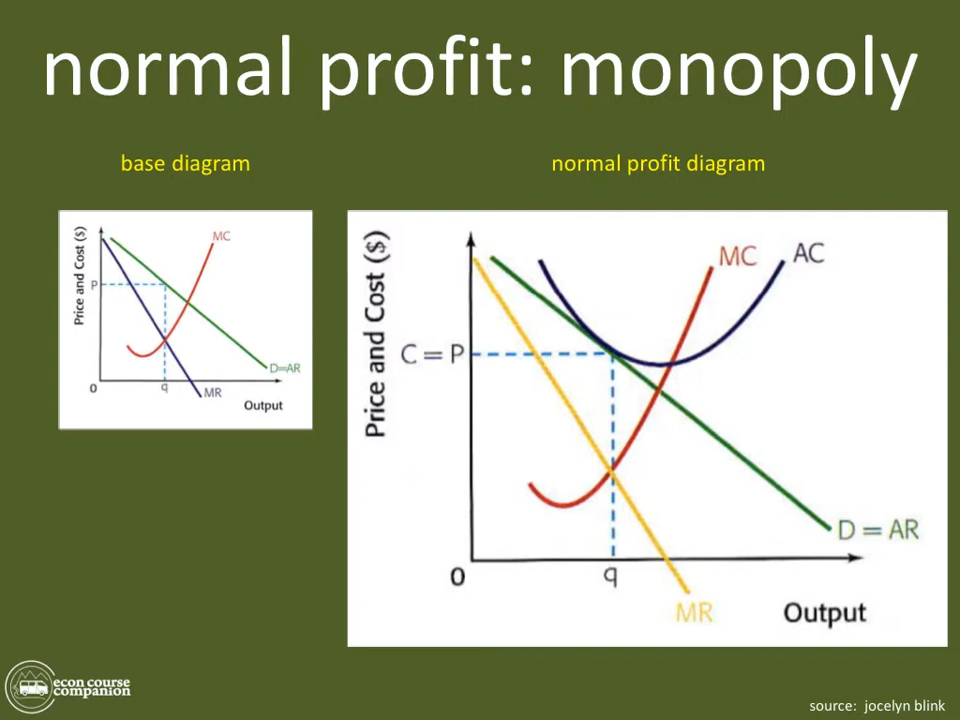 normal profit: monopoly
base diagram
normal profit diagram
Price and Cost ($)
MC
P
D=AR
0
q
MR
Output
Price and Cost ($)
MC
AC
C = P
D = AR
0
q
MR
Output
econ course
companion
source: jocelyn blink